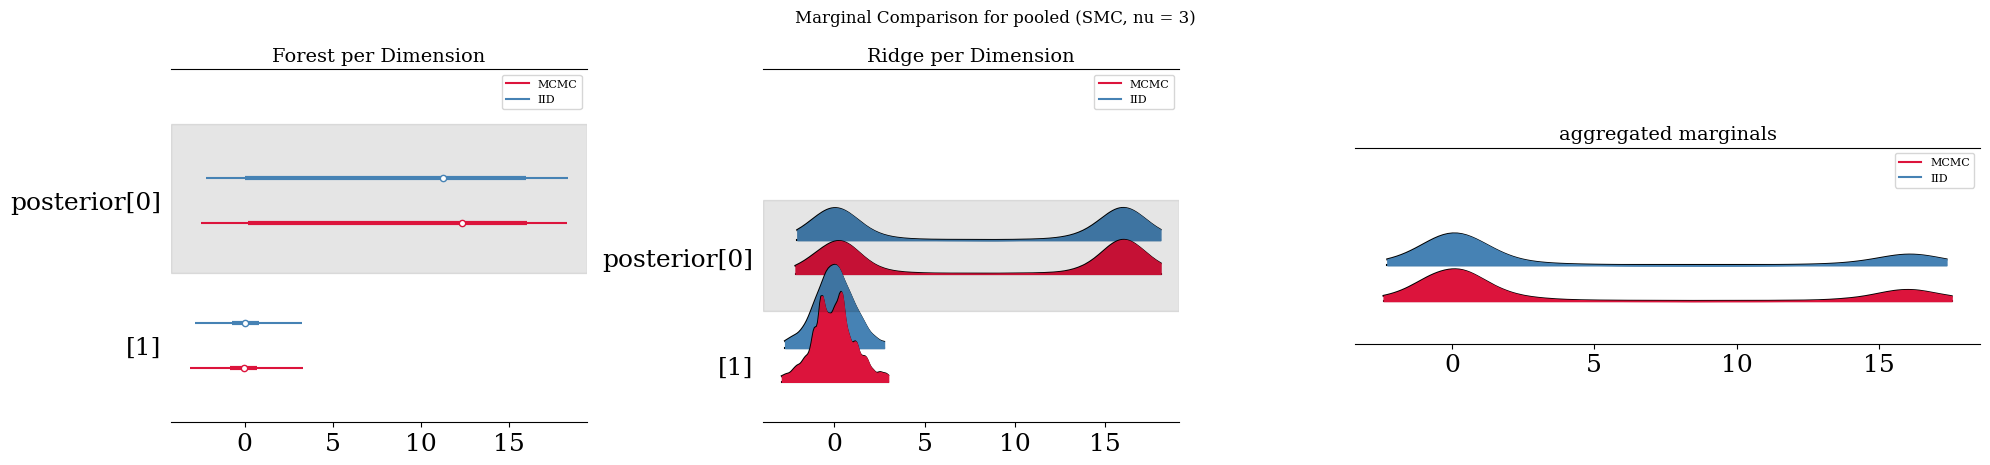 Marginal Comparison for pooled (SMC, nu = 3)
Forest per Dimension
MCMC
IID
posterior[0]
[1]
0 5 10 15
Ridge per Dimension
MCMC
IID
posterior[0]
[1]
0 5 10 15
aggregated marginals
MCMC
IID
0 5 10 15